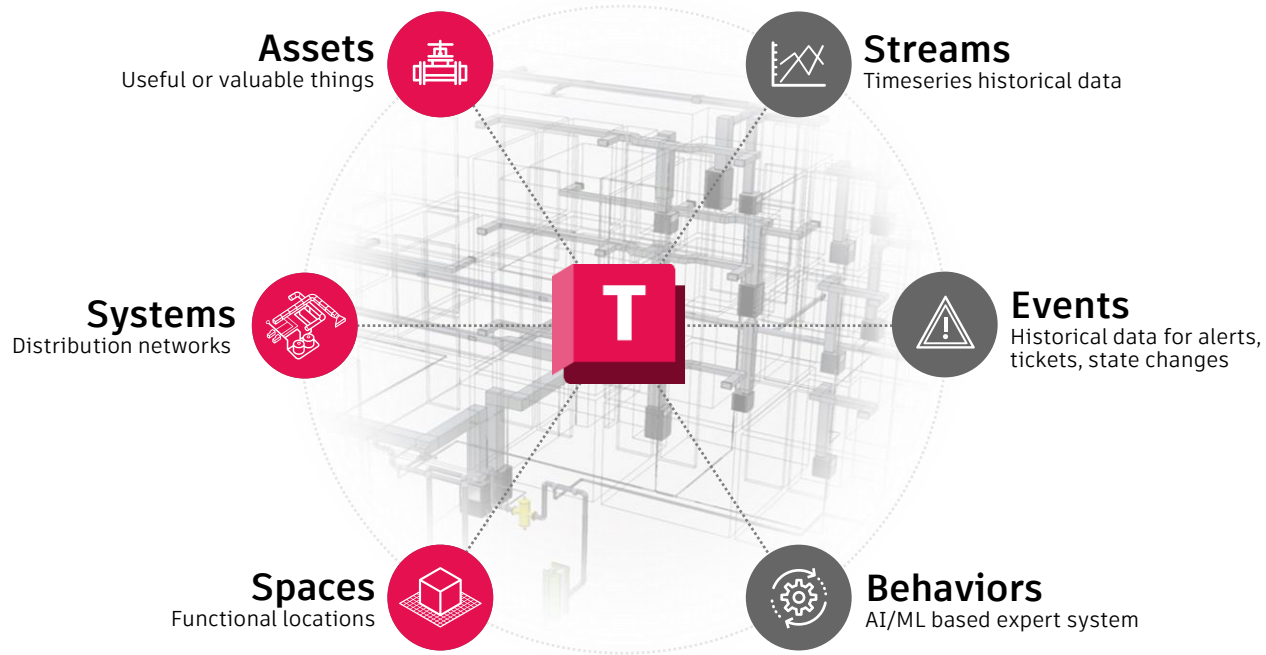 Assets
Useful or valuable things
Streams
Timeseries historical data
Systems
Distribution networks
T
Events
Historical data for alerts,
tickets, state changes
Spaces
Functional locations
Behaviors
AI/ML based expert system